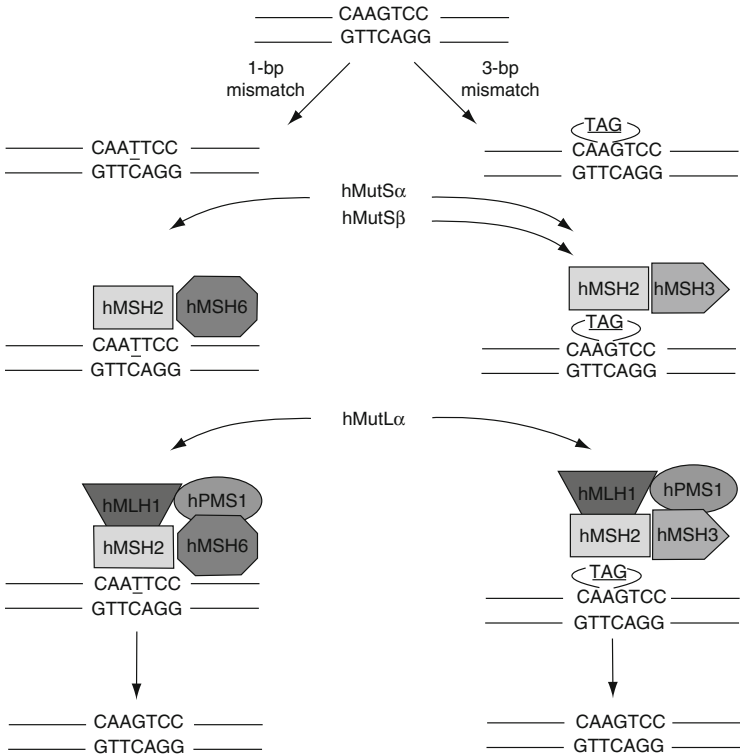 CAAGTCC
GTTCAGG
1-bp
mismatch
3-bp
mismatch
CAATTCC
GTTCAGG
TAG
CAAGTCC
GTTCAGG
hMutSα
hMutSβ
hMSH2
hMSH6
CAATTCC
GTTCAGG
hMSH2
hMSH3
TAG
CAAGTCC
GTTCAGG
hMutLα
hMLH1
hPMS1
hMSH2
hMSH6
CAATTCC
GTTCAGG
hMLH1
hPMS1
hMSH2
hMSH3
TAG
CAAGTCC
GTTCAGG
CAAGTCC
GTTCAGG
CAAGTCC
GTTCAGG